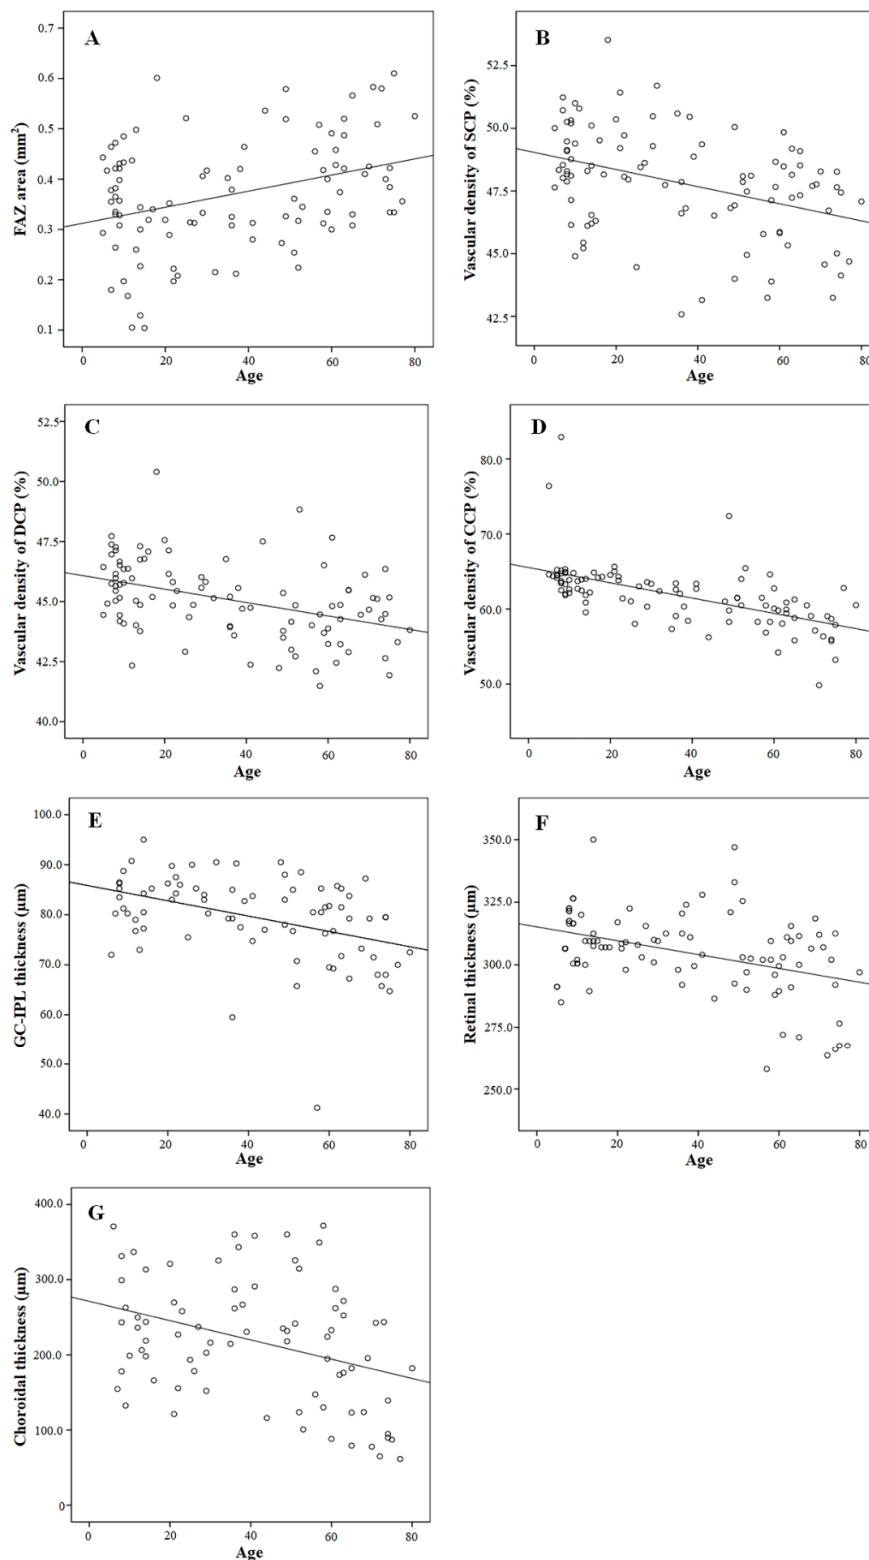 A
FAZ area (mm²)
0.7
0.6
0.5
0.4
0.3
0.2
0.1
0 20 40 60 80
Age
B
Vascular density of SCP (%)
52.5
50.0
47.5
45.0
42.5
0 20 40 60 80
Age
C
Vascular density of DCP (%)
52.5
50.0
47.5
45.0
42.5
40.0
0 20 40 60 80
Age
D
Vascular density of CCP (%)
80.0
70.0
60.0
50.0
0 20 40 60 80
Age
E
GC-IPL thickness (μm)
100.0
90.0
80.0
70.0
60.0
50.0
40.0
0 20 40 60 80
Age
F
Retinal thickness (μm)
350.0
325.0
300.0
275.0
250.0
0 20 40 60 80
Age
G
Choroidal thickness (μm)
400.0
300.0
200.0
100.0
0
0 20 40 60 80
Age